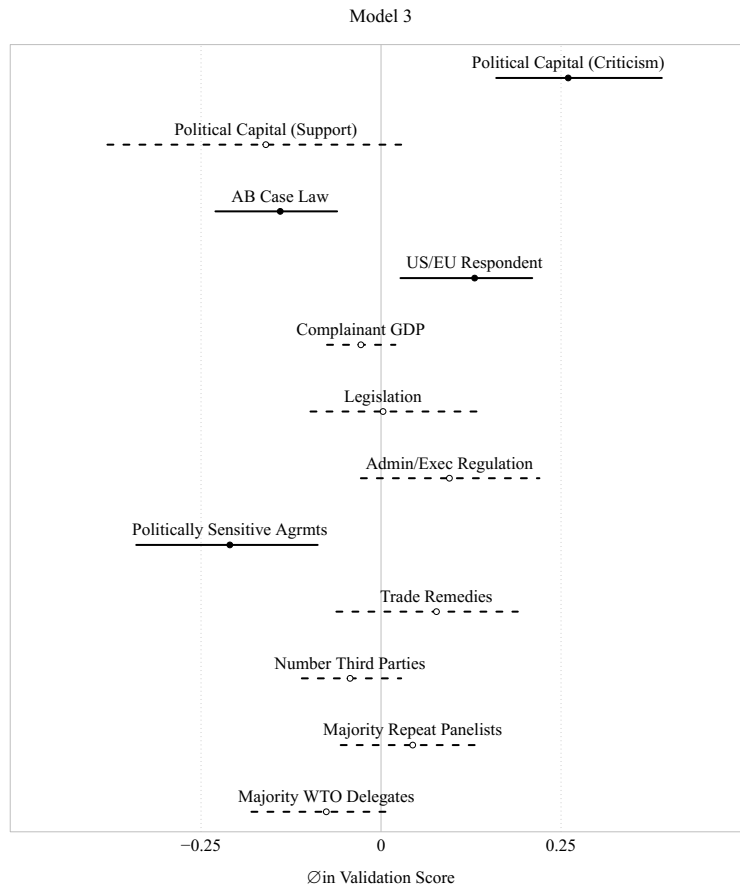 Model 3
Political Capital (Criticism)
Political Capital (Support)
AB Case Law
US/EU Respondent
Complainant GDP
Legislation
Admin/Exec Regulation
Politically Sensitive Agrmts
Trade Remedies
Number Third Parties
Majority Repeat Panelists
Majority WTO Delegates
−0.25 0 0.25
∅in Validation Score